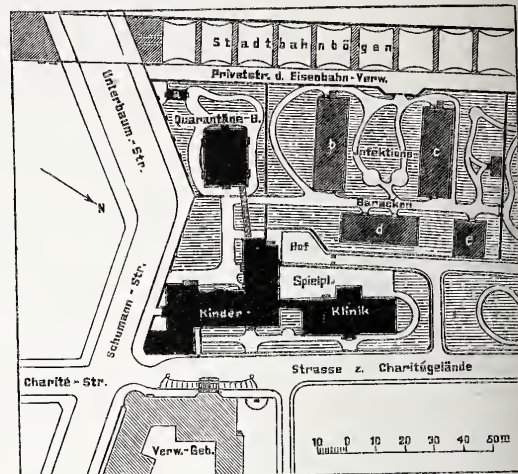 Stadtbahnbögen
Privatstr. d. Eisenbahn-Verw.
Unterbaum-Str.
a
Quarantäne-B.
b
Infektions-
c
Baracken
N
Hof
d
e
Schumann-Str.
Spielpl.
Kinder-
Klinik
Charité-Str.
Strasse z. Charitégelände
Verw.-Geb.
10 0 10 20 30 40 50m